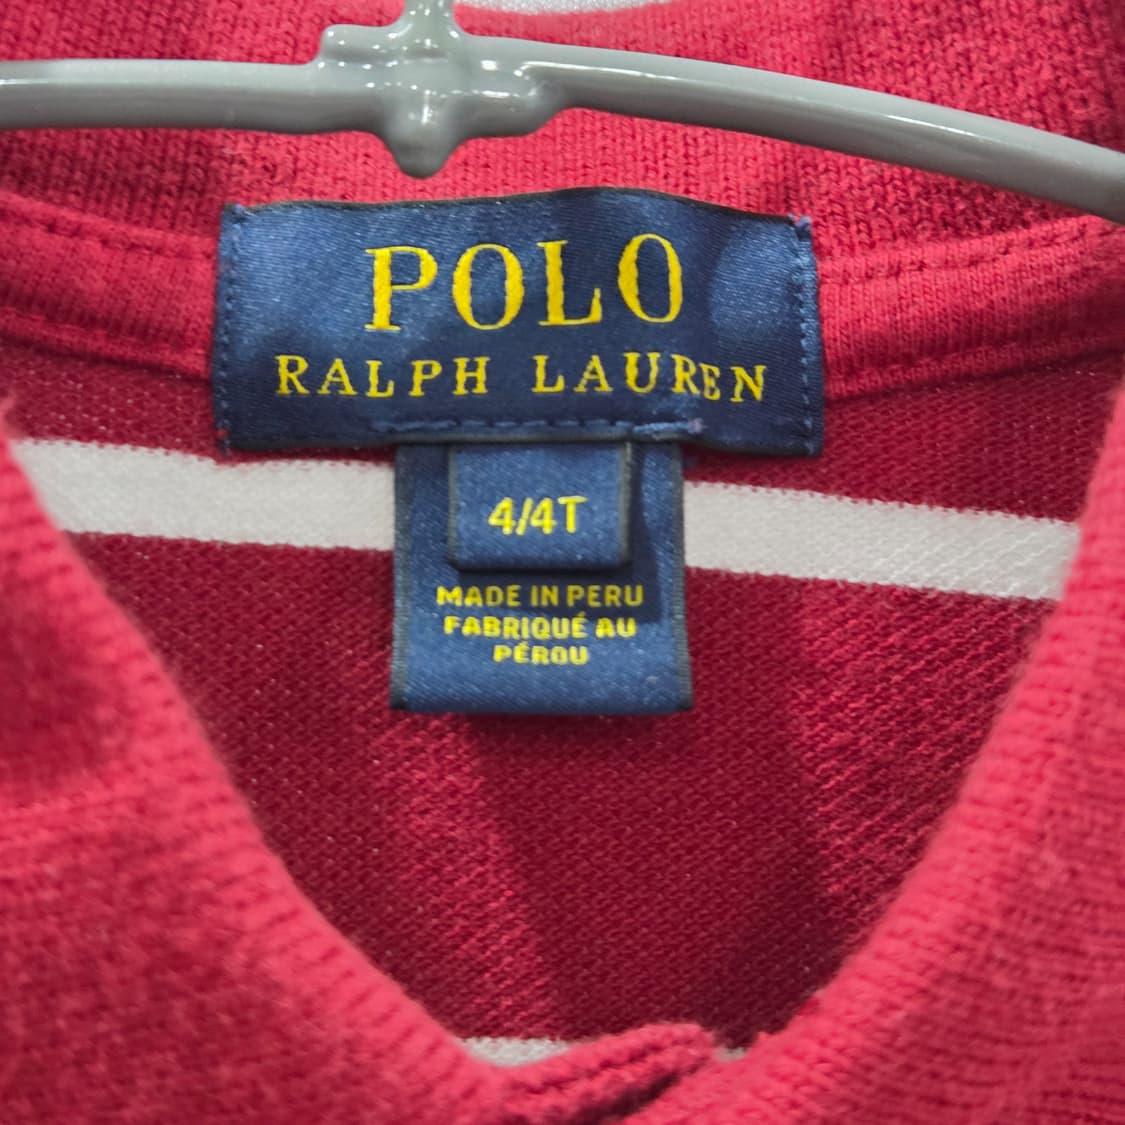 POLO
RALPH LAUREN
4/4T
MADE IN PERU
FABRIQUÉ AU
PÉROU